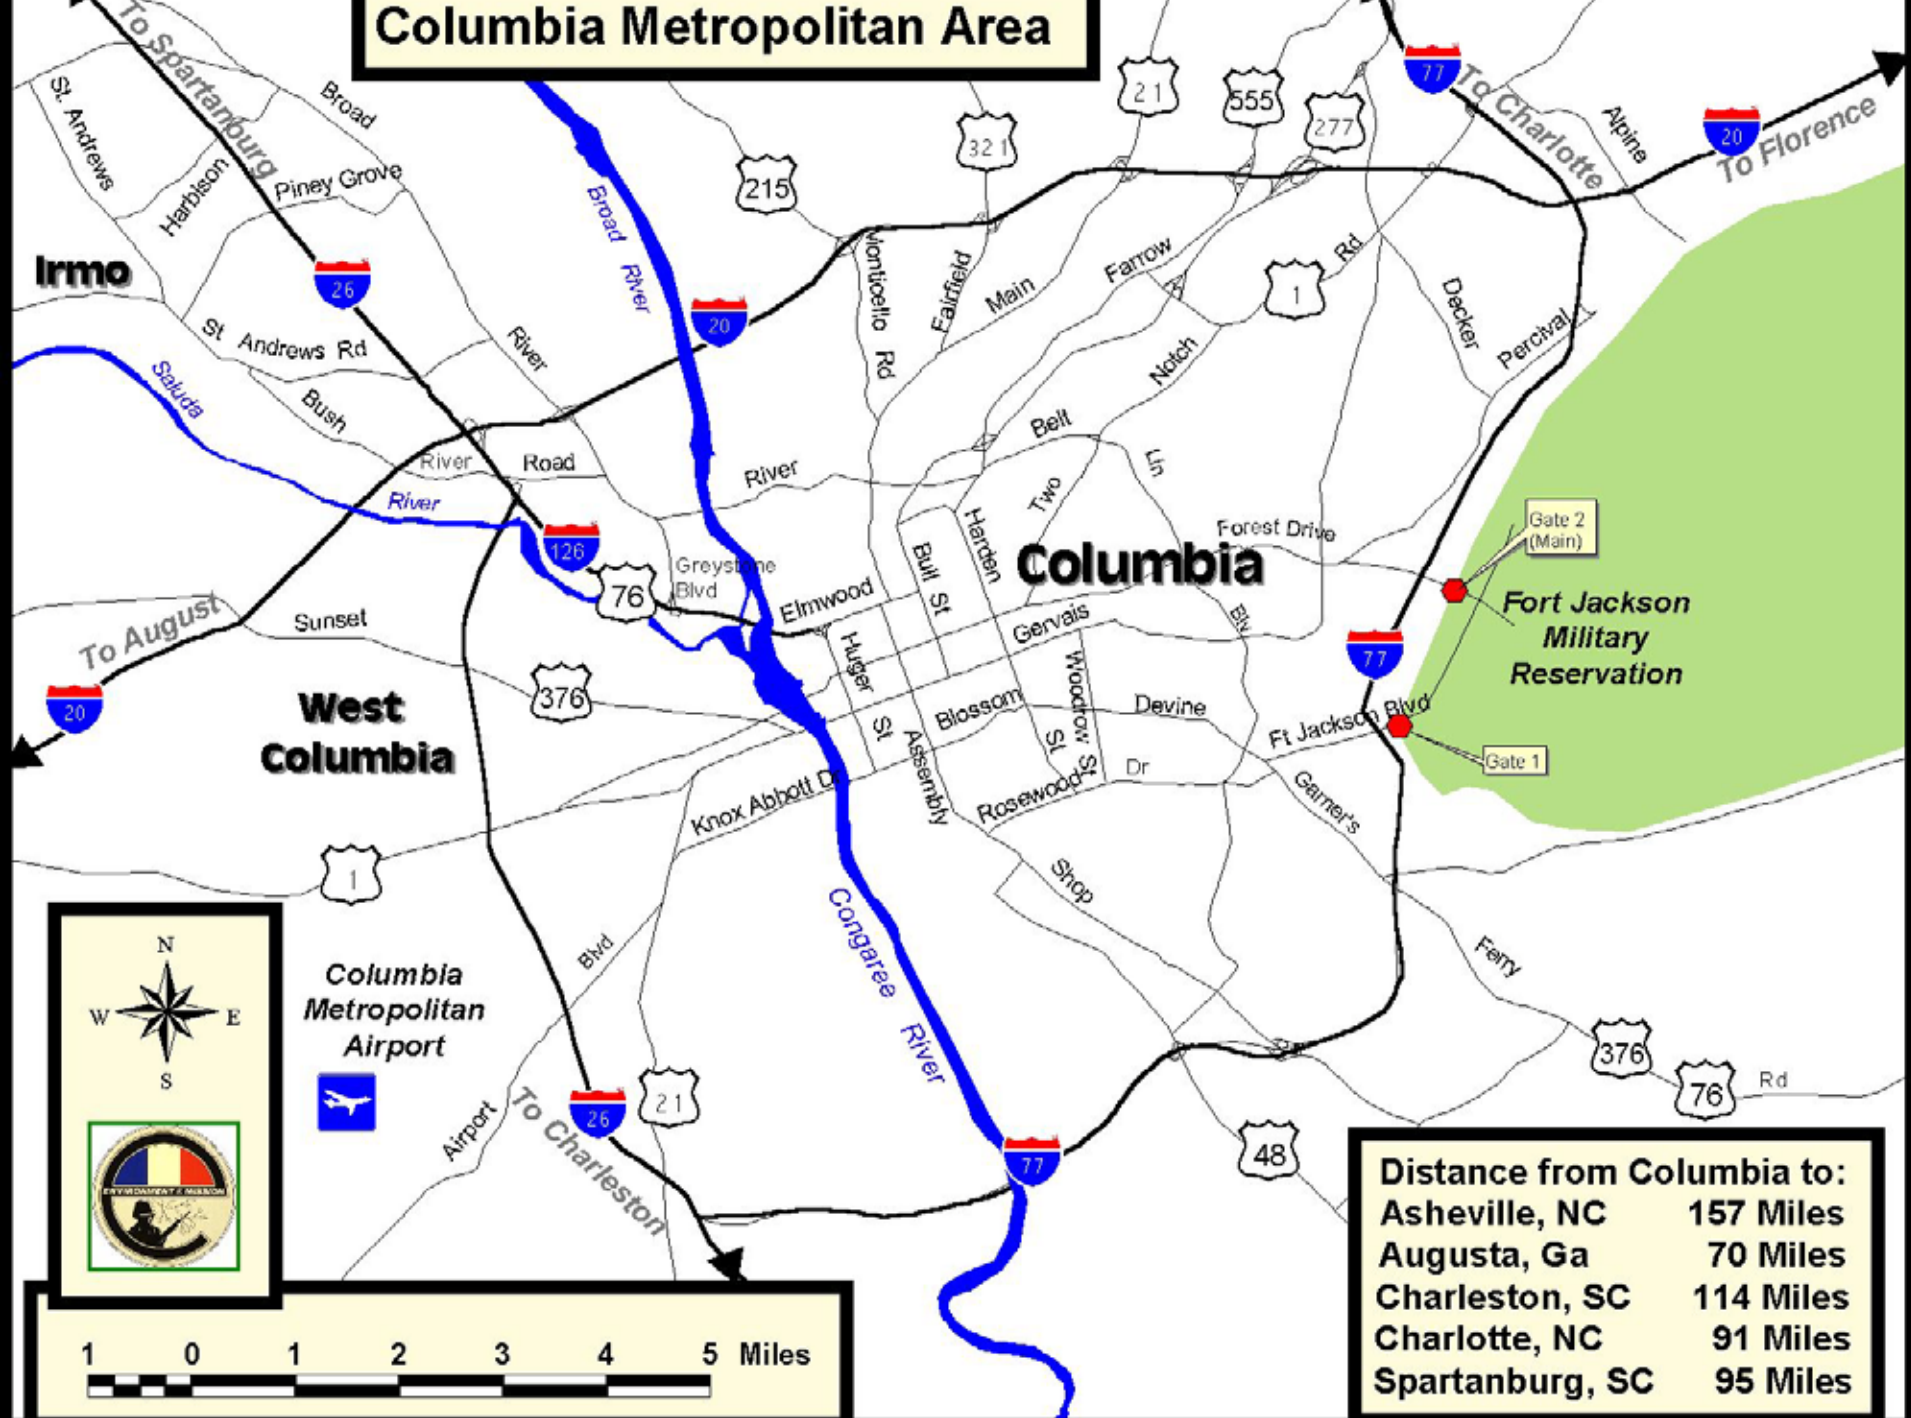 Columbia Metropolitan Area
To Spartanburg
St. Andrews
Broad
Harbison
Piney Grove
Irmo
26
St Andrews Rd
River
Bush
Saluda
River
River Road
Broad River
20
215
321
21
555
277
77
To Charlotte
Alpine
20
To Florence
Monticello Rd
Fairfield
Main
Farrow
1
Rd
Decker
Percival
Notch
Belt
Two
Lin
River
Harden
Bull St
Columbia
Forest Drive
Gate 2
(Main)
Fort Jackson
Military
Reservation
126
76
Greystone
Blvd
Elmwood
Gervais
Blv
77
To August
Sunset
20
376
West
Columbia
Huger St
Assembly
Blossom
Woodrow St
St
Devine
Ft Jackson Blvd
Gate 1
Knox Abbott Dr
Rosewood Dr
Garner's
Ferry
Shop
1
Congaree River
Blvd
Airport
Columbia
Metropolitan
Airport
26
21
To Charleston
77
48
376
76
Rd
N
W E
S
ENVIRONMENT & MISSION
1 0 1 2 3 4 5 Miles
Distance from Columbia to:
Asheville, NC 157 Miles
Augusta, Ga 70 Miles
Charleston, SC 114 Miles
Charlotte, NC 91 Miles
Spartanburg, SC 95 Miles